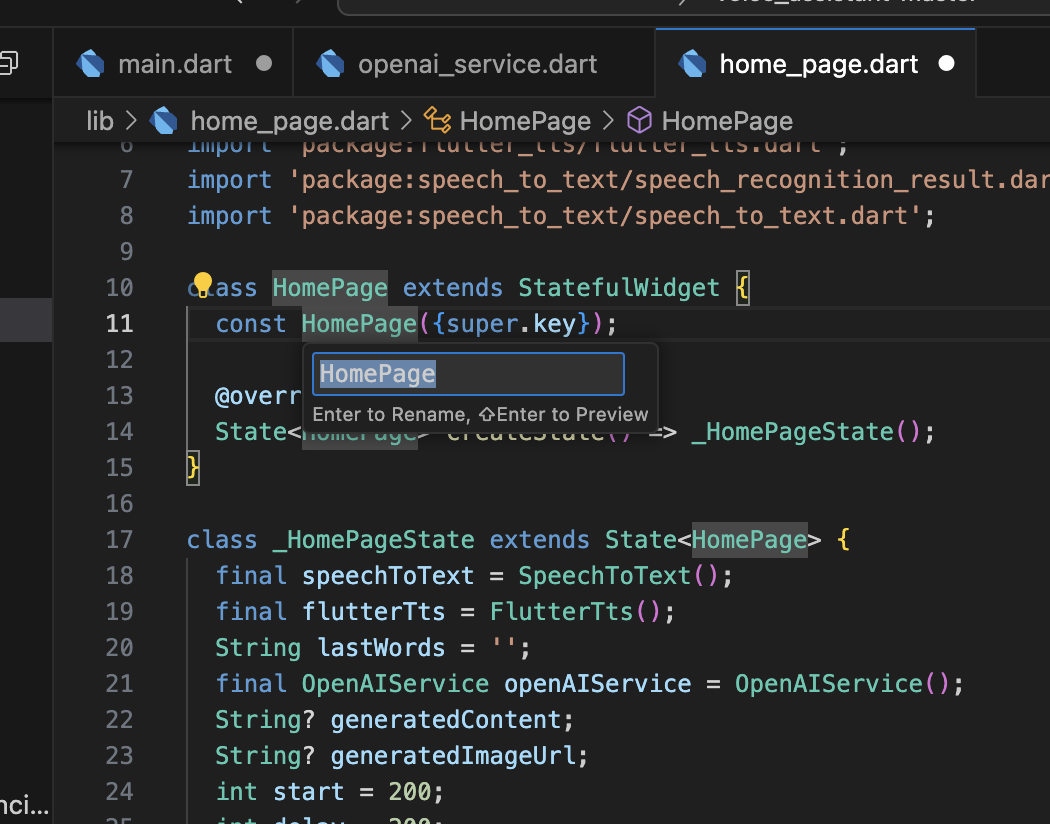 main.dart
openai_service.dart
home_page.dart
lib > home_page.dart > HomePage > HomePage
6 import 'package:flutter_tts/flutter_tts.dart';
7 import 'package:speech_to_text/speech_recognition_result.dar
8 import 'package:speech_to_text/speech_to_text.dart';
9
10 class HomePage extends StatefulWidget {
11 const HomePage({super.key});
12
HomePage
13 @overr
Enter to Rename, ⇧Enter to Preview
14 State<HomePage> createState() => _HomePageState();
15 }
16
17 class _HomePageState extends State<HomePage> {
18 final speechToText = SpeechToText();
19 final flutterTts = FlutterTts();
20 String lastWords = '';
21 final OpenAIService openAIService = OpenAIService();
22 String? generatedContent;
23 String? generatedImageUrl;
24 int start = 200;
25 int delay = 200;
nci...